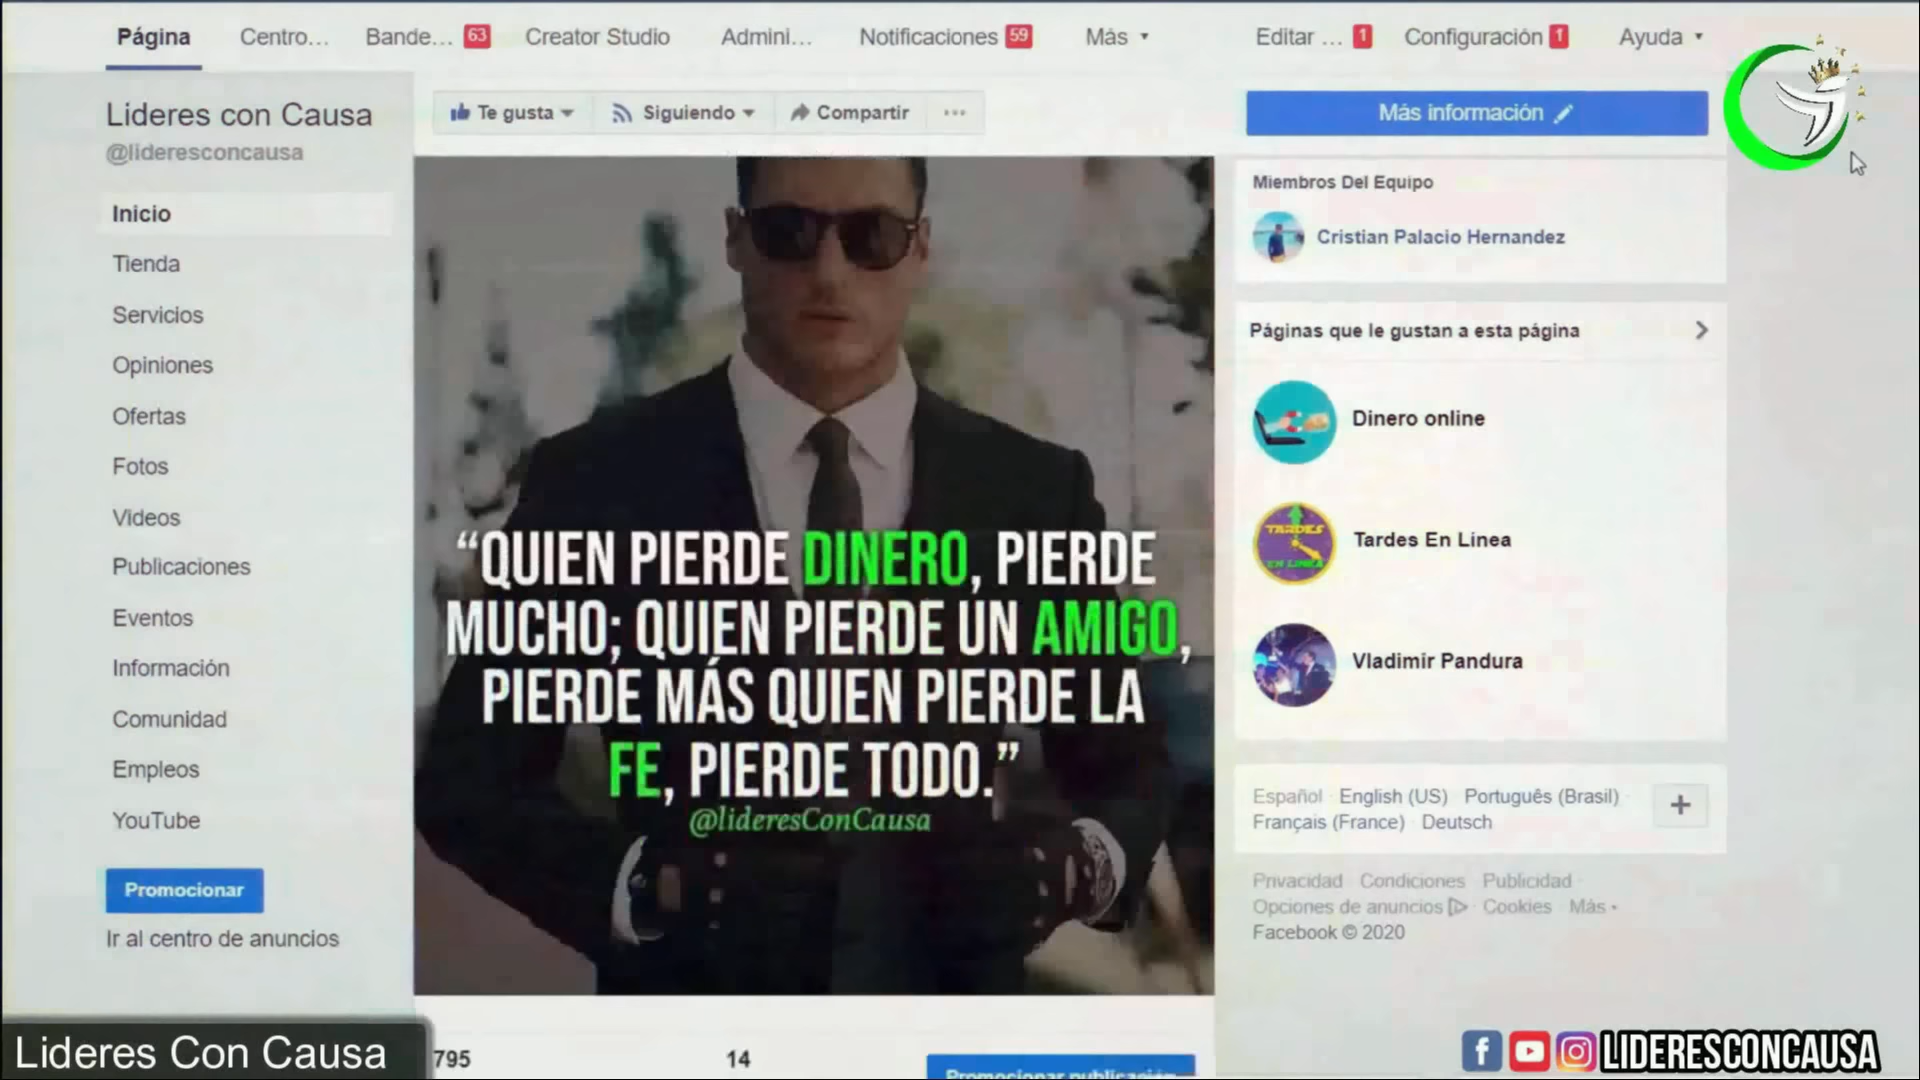 Página Centro... Bande... 63 Creator Studio Admini... Notificaciones 59 Más Editar ... 1 Configuración 1 Ayuda
Lideres con Causa
@lideresconcausa
Inicio
Tienda
Servicios
Opiniones
Ofertas
Fotos
Videos
Publicaciones
Eventos
Información
Comunidad
Empleos
YouTube
Promocionar
Ir al centro de anuncios
Te gusta Siguiendo Compartir ...
“QUIEN PIERDE DINERO, PIERDE
MUCHO; QUIEN PIERDE UN AMIGO,
PIERDE MÁS QUIEN PIERDE LA
FE, PIERDE TODO.”
@lideresConCausa
795 14 Promocionar publicación
Más información
Miembros Del Equipo
Cristian Palacio Hernandez
Páginas que le gustan a esta página
Dinero online
TARDES
EN LINEA
Tardes En Linea
Vladimir Pandura
Español · English (US) · Português (Brasil) ·
Français (France) · Deutsch
Privacidad · Condiciones · Publicidad ·
Opciones de anuncios · Cookies · Más
Facebook © 2020
Lideres Con Causa
LIDERESCONCAUSA